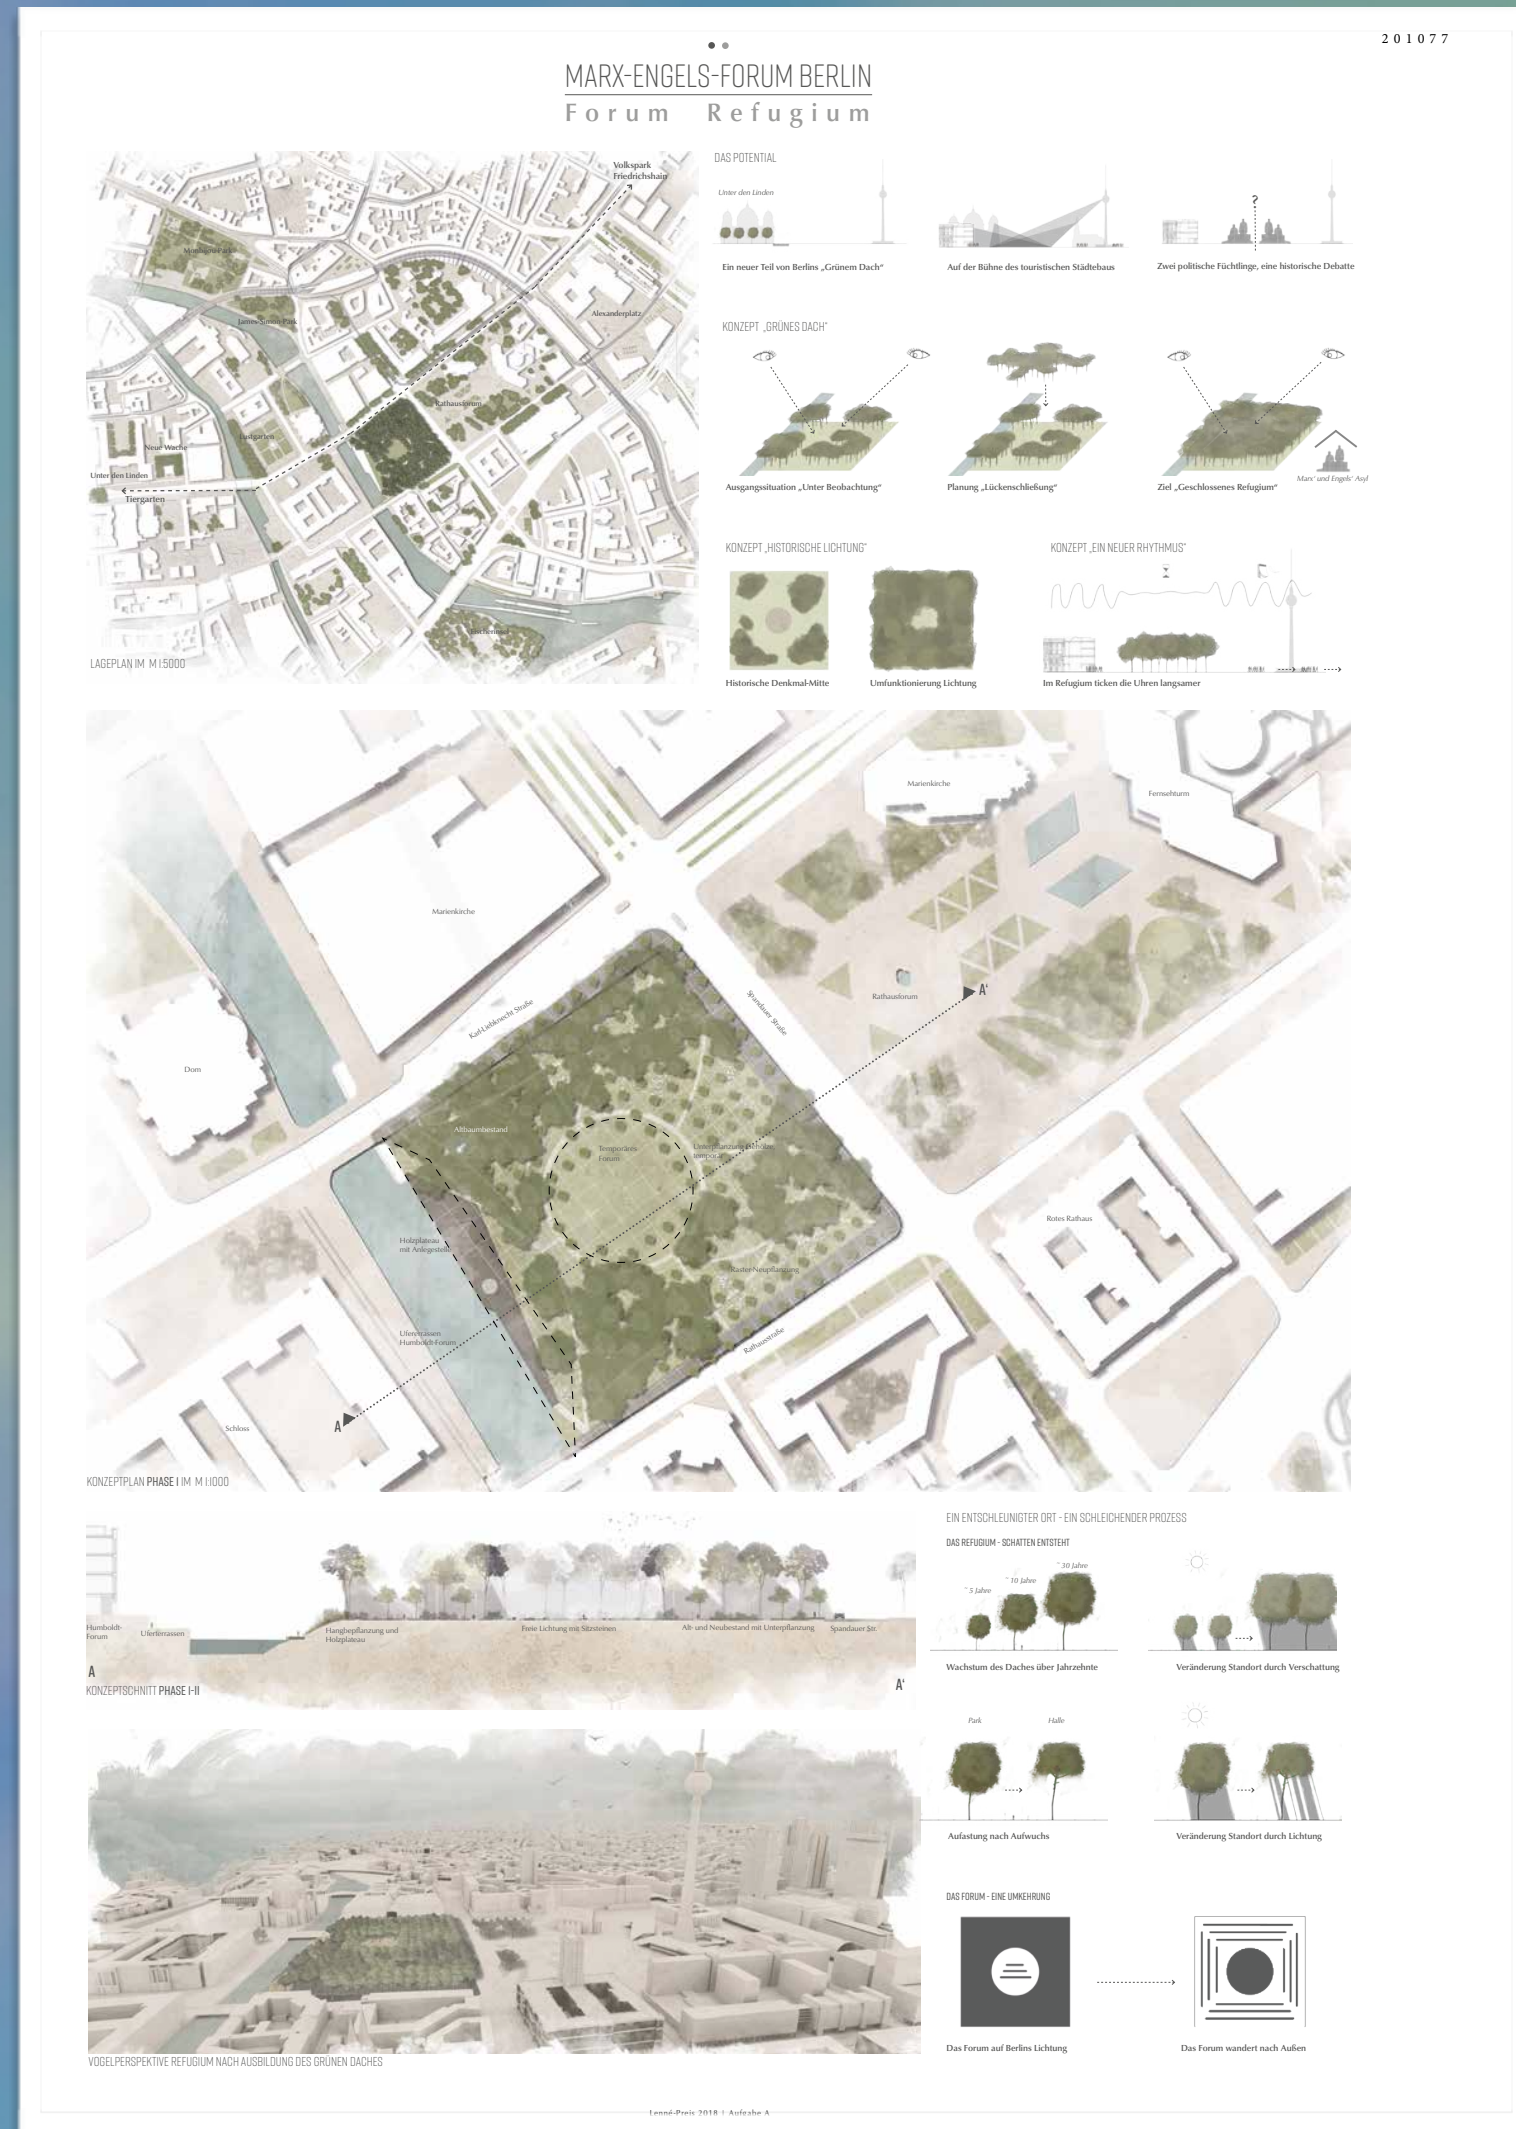 201077
MARX-ENGELS-FORUM BERLIN
Forum Refugium
Volkspark
Friedrichshain
Monbijou-Park
James-Simon-Park
Alexanderplatz
Rathausforum
Lustgarten
Neue Wache
Unter den Linden
Tiergarten
Fischerinsel
LAGEPLAN IM M 1:5000
DAS POTENTIAL
Unter den Linden
?
Ein neuer Teil von Berlins „Grünem Dach“
Auf der Bühne des touristischen Städtebaus
Zwei politische Füchtlinge, eine historische Debatte
KONZEPT „GRÜNES DACH“
Ausgangssituation „Unter Beobachtung“
Planung „Lückenschließung“
Ziel „Geschlossenes Refugium“
Marx‘ und Engels‘ Asyl
KONZEPT „HISTORISCHE LICHTUNG“
KONZEPT „EIN NEUER RHYTHMUS“
Historische Denkmal-Mitte
Umfunktionierung Lichtung
Im Refugium ticken die Uhren langsamer
Marienkirche
Fernsehturm
Marienkirche
Karl-Liebknecht Straße
Spandauer Straße
Rathausforum
A‘
Dom
Altbaumbestand
Temporäres
Forum
Unterpflanzung Gehölze
temporär
Rotes Rathaus
Holzplateau
mit Anlegestelle
Raster Neupflanzung
Uferterrassen
Humboldt-Forum
Rathausstraße
Schloss
A
KONZEPTPLAN PHASE I IM M 1:1000
Humboldt-
Forum
Uferterrassen
Hangbepflanzung und
Holzplateau
Freie Lichtung mit Sitzsteinen
Alt- und Neubestand mit Unterpflanzung
Spandauer Str.
A
A‘
KONZEPTSCHNITT PHASE I-II
EIN ENTSCHLEUNIGTER ORT - EIN SCHLEICHENDER PROZESS
DAS REFUGIUM - SCHATTEN ENTSTEHT
~ 5 Jahre
~ 10 Jahre
~ 30 Jahre
Wachstum des Daches über Jahrzehnte
Veränderung Standort durch Verschattung
Park
Halle
Aufastung nach Aufwuchs
Veränderung Standort durch Lichtung
DAS FORUM - EINE UMKEHRUNG
Das Forum auf Berlins Lichtung
Das Forum wandert nach Außen
VOGELPERSPEKTIVE REFUGIUM NACH AUSBILDUNG DES GRÜNEN DACHES
Lenné-Preis 2018 | Aufgabe A